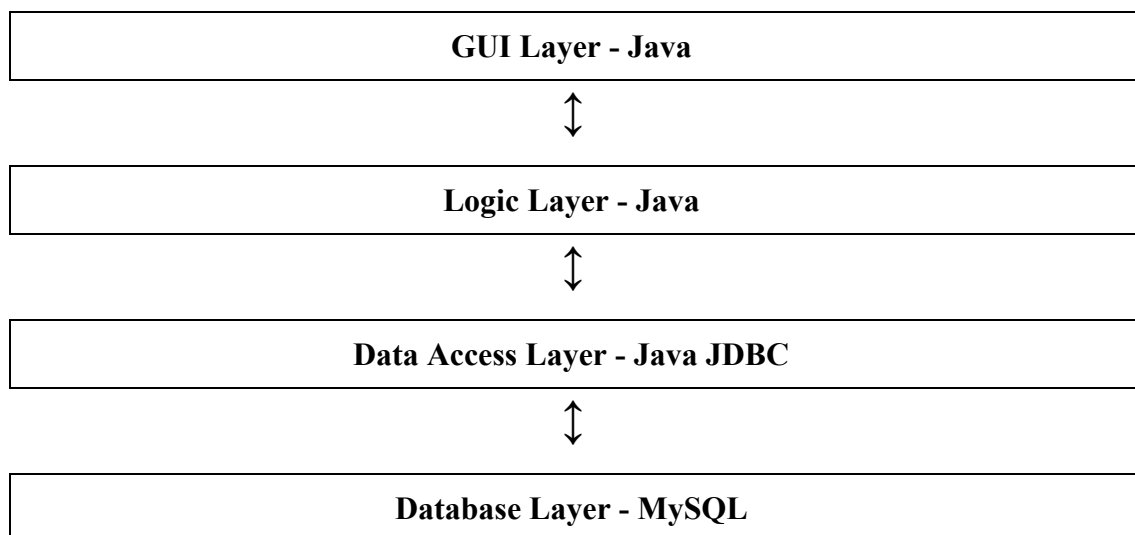 GUI Layer - Java
Logic Layer - Java
Data Access Layer - Java JDBC
Database Layer - MySQL